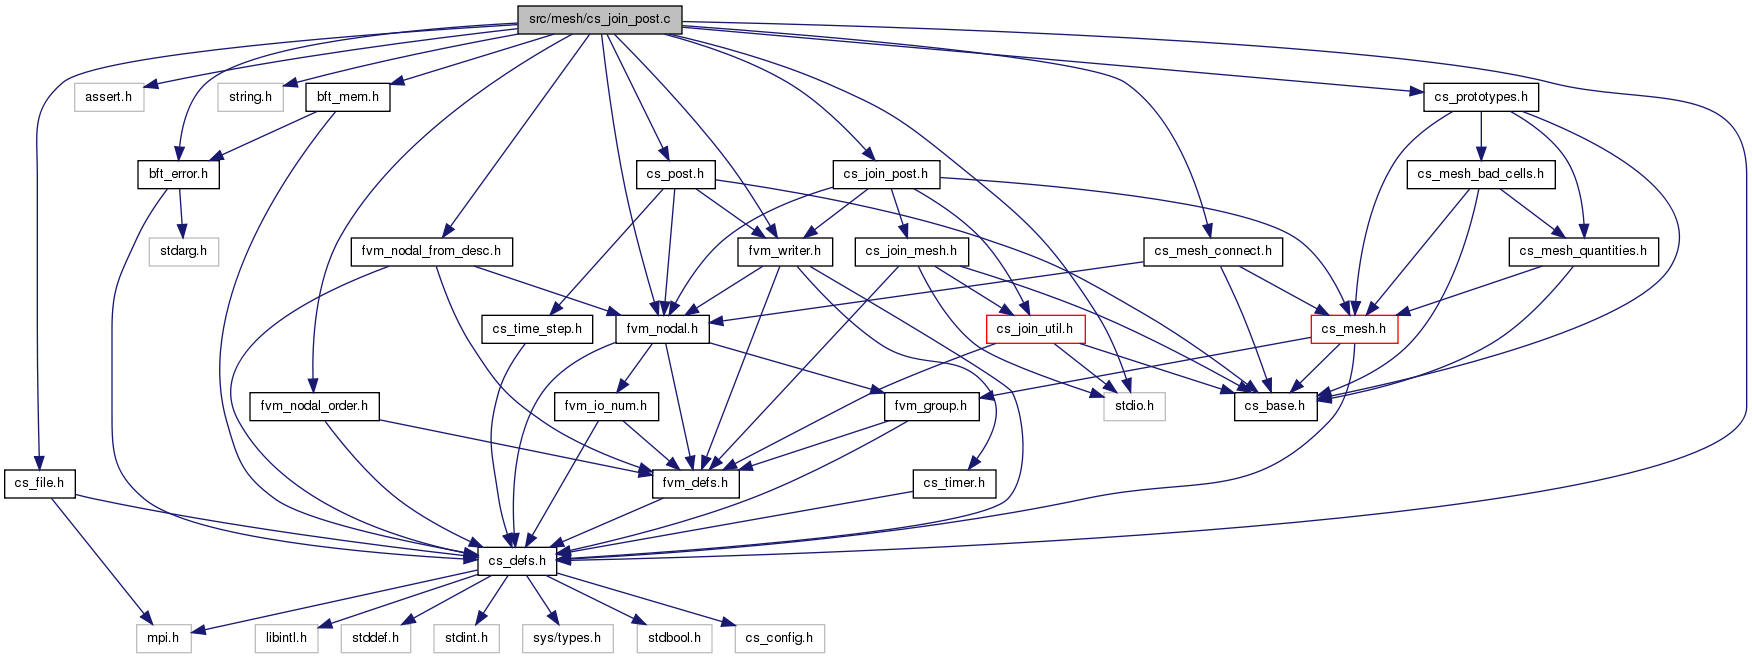 src/mesh/cs_join_post.c
assert.h
string.h
bft_mem.h
cs_prototypes.h
bft_error.h
cs_post.h
cs_join_post.h
cs_mesh_bad_cells.h
stdarg.h
fvm_nodal_from_desc.h
fvm_writer.h
cs_join_mesh.h
cs_mesh_connect.h
cs_mesh_quantities.h
cs_time_step.h
fvm_nodal.h
cs_join_util.h
cs_mesh.h
fvm_nodal_order.h
fvm_io_num.h
fvm_group.h
stdio.h
cs_base.h
cs_file.h
fvm_defs.h
cs_timer.h
cs_defs.h
mpi.h
libintl.h
stddef.h
stdint.h
sys/types.h
stdbool.h
cs_config.h